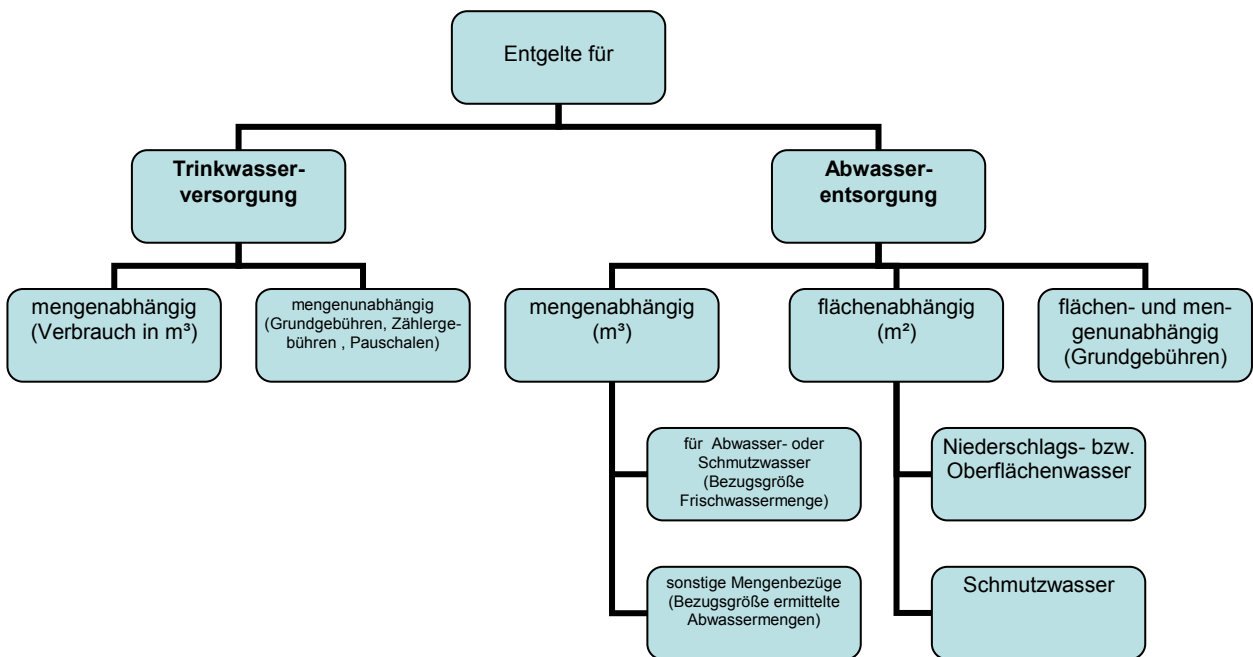 Entgelte für
Trinkwasser-
versorgung
Abwasser-
entsorgung
mengenabhängig
(Verbrauch in m³)
mengenunabhängig
(Grundgebühren, Zählerge-
bühren , Pauschalen)
mengenabhängig
(m³)
flächenabhängig
(m²)
flächen- und men-
genunabhängig
(Grundgebühren)
für Abwasser- oder
Schmutzwasser
(Bezugsgröße
Frischwassermenge)
Niederschlags- bzw.
Oberflächenwasser
sonstige Mengenbezüge
(Bezugsgröße ermittelte
Abwassermengen)
Schmutzwasser